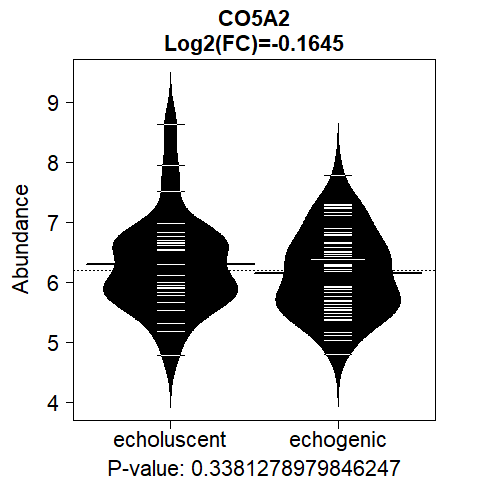 CO5A2
Log2(FC)=-0.1645
Abundance
9
8
7
6
5
4
echoluscent
echogenic
P-value: 0.3381278979846247